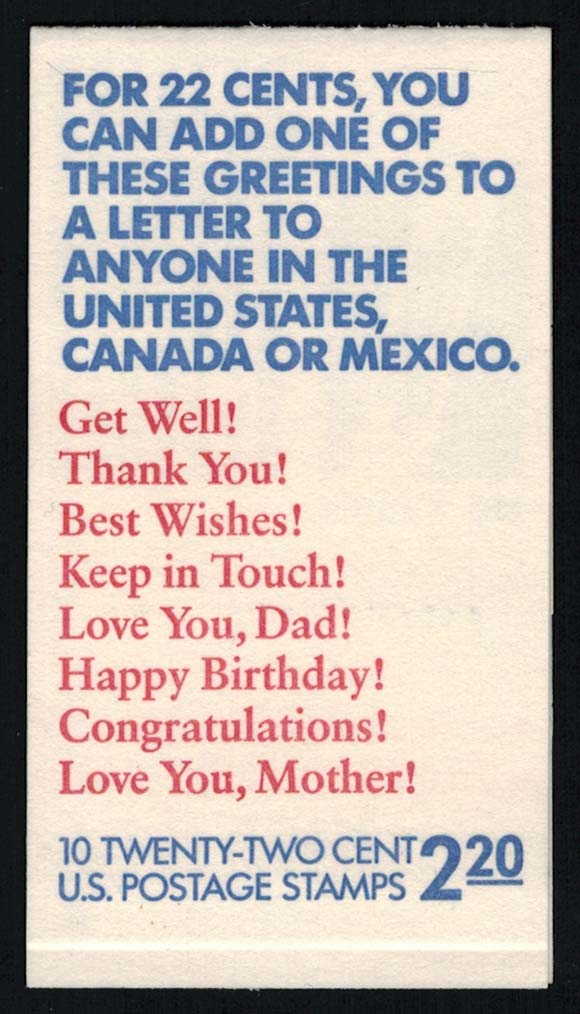 FOR 22 CENTS, YOU
CAN ADD ONE OF
THESE GREETINGS TO
A LETTER TO
ANYONE IN THE
UNITED STATES,
CANADA OR MEXICO.
Get Well!
Thank You!
Best Wishes!
Keep in Touch!
Love You, Dad!
Happy Birthday!
Congratulations!
Love You, Mother!
10 TWENTY-TWO CENT
U.S. POSTAGE STAMPS 2 20